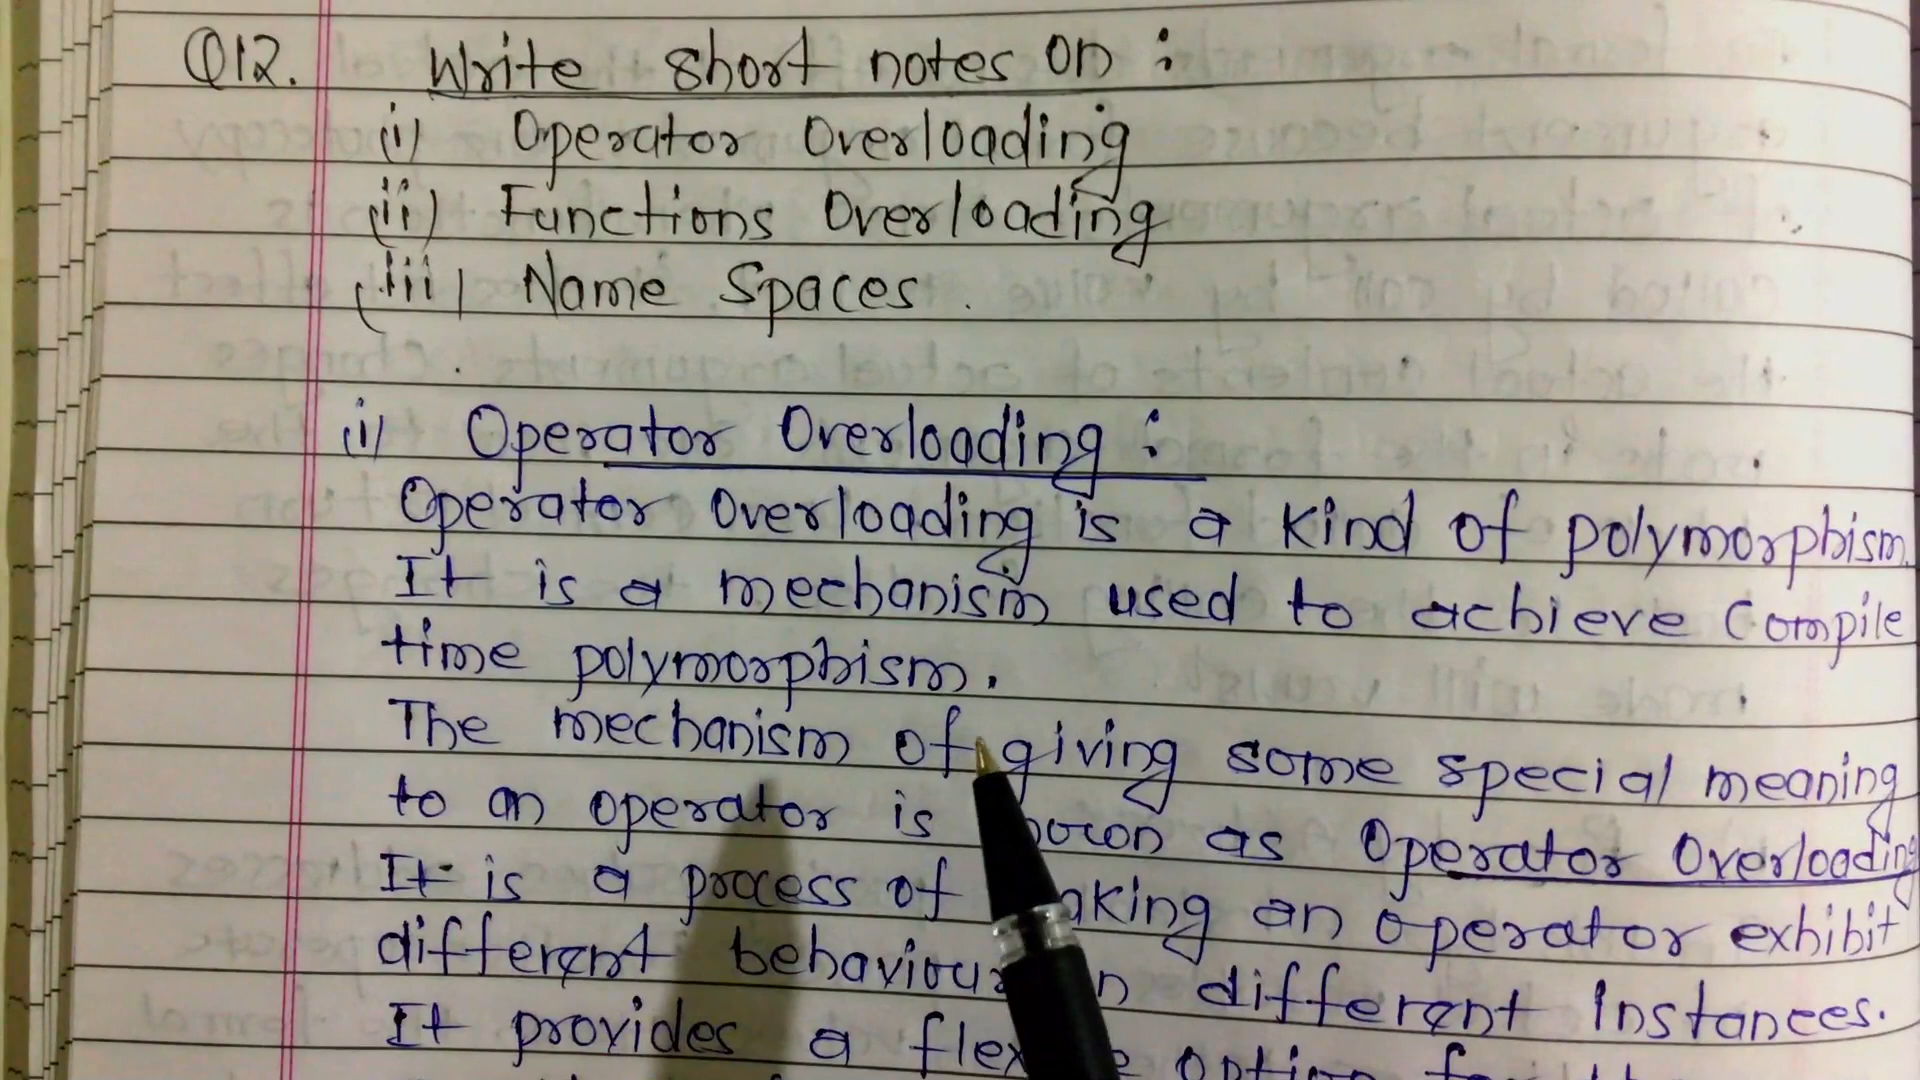 Q12. Write short notes on :
(i) Operator Overloading
(ii) Functions Overloading
(iii) Name Spaces .
(i) Operator Overloading :
Operator Overloading is a kind of polymorphism.
It is a mechanism used to achieve Compile
time polymorphism.
The mechanism of giving some special meaning
to an operator is as Operator Overloading
It is a process of an operator exhibit
different behaviour different Instances.
It provides a option